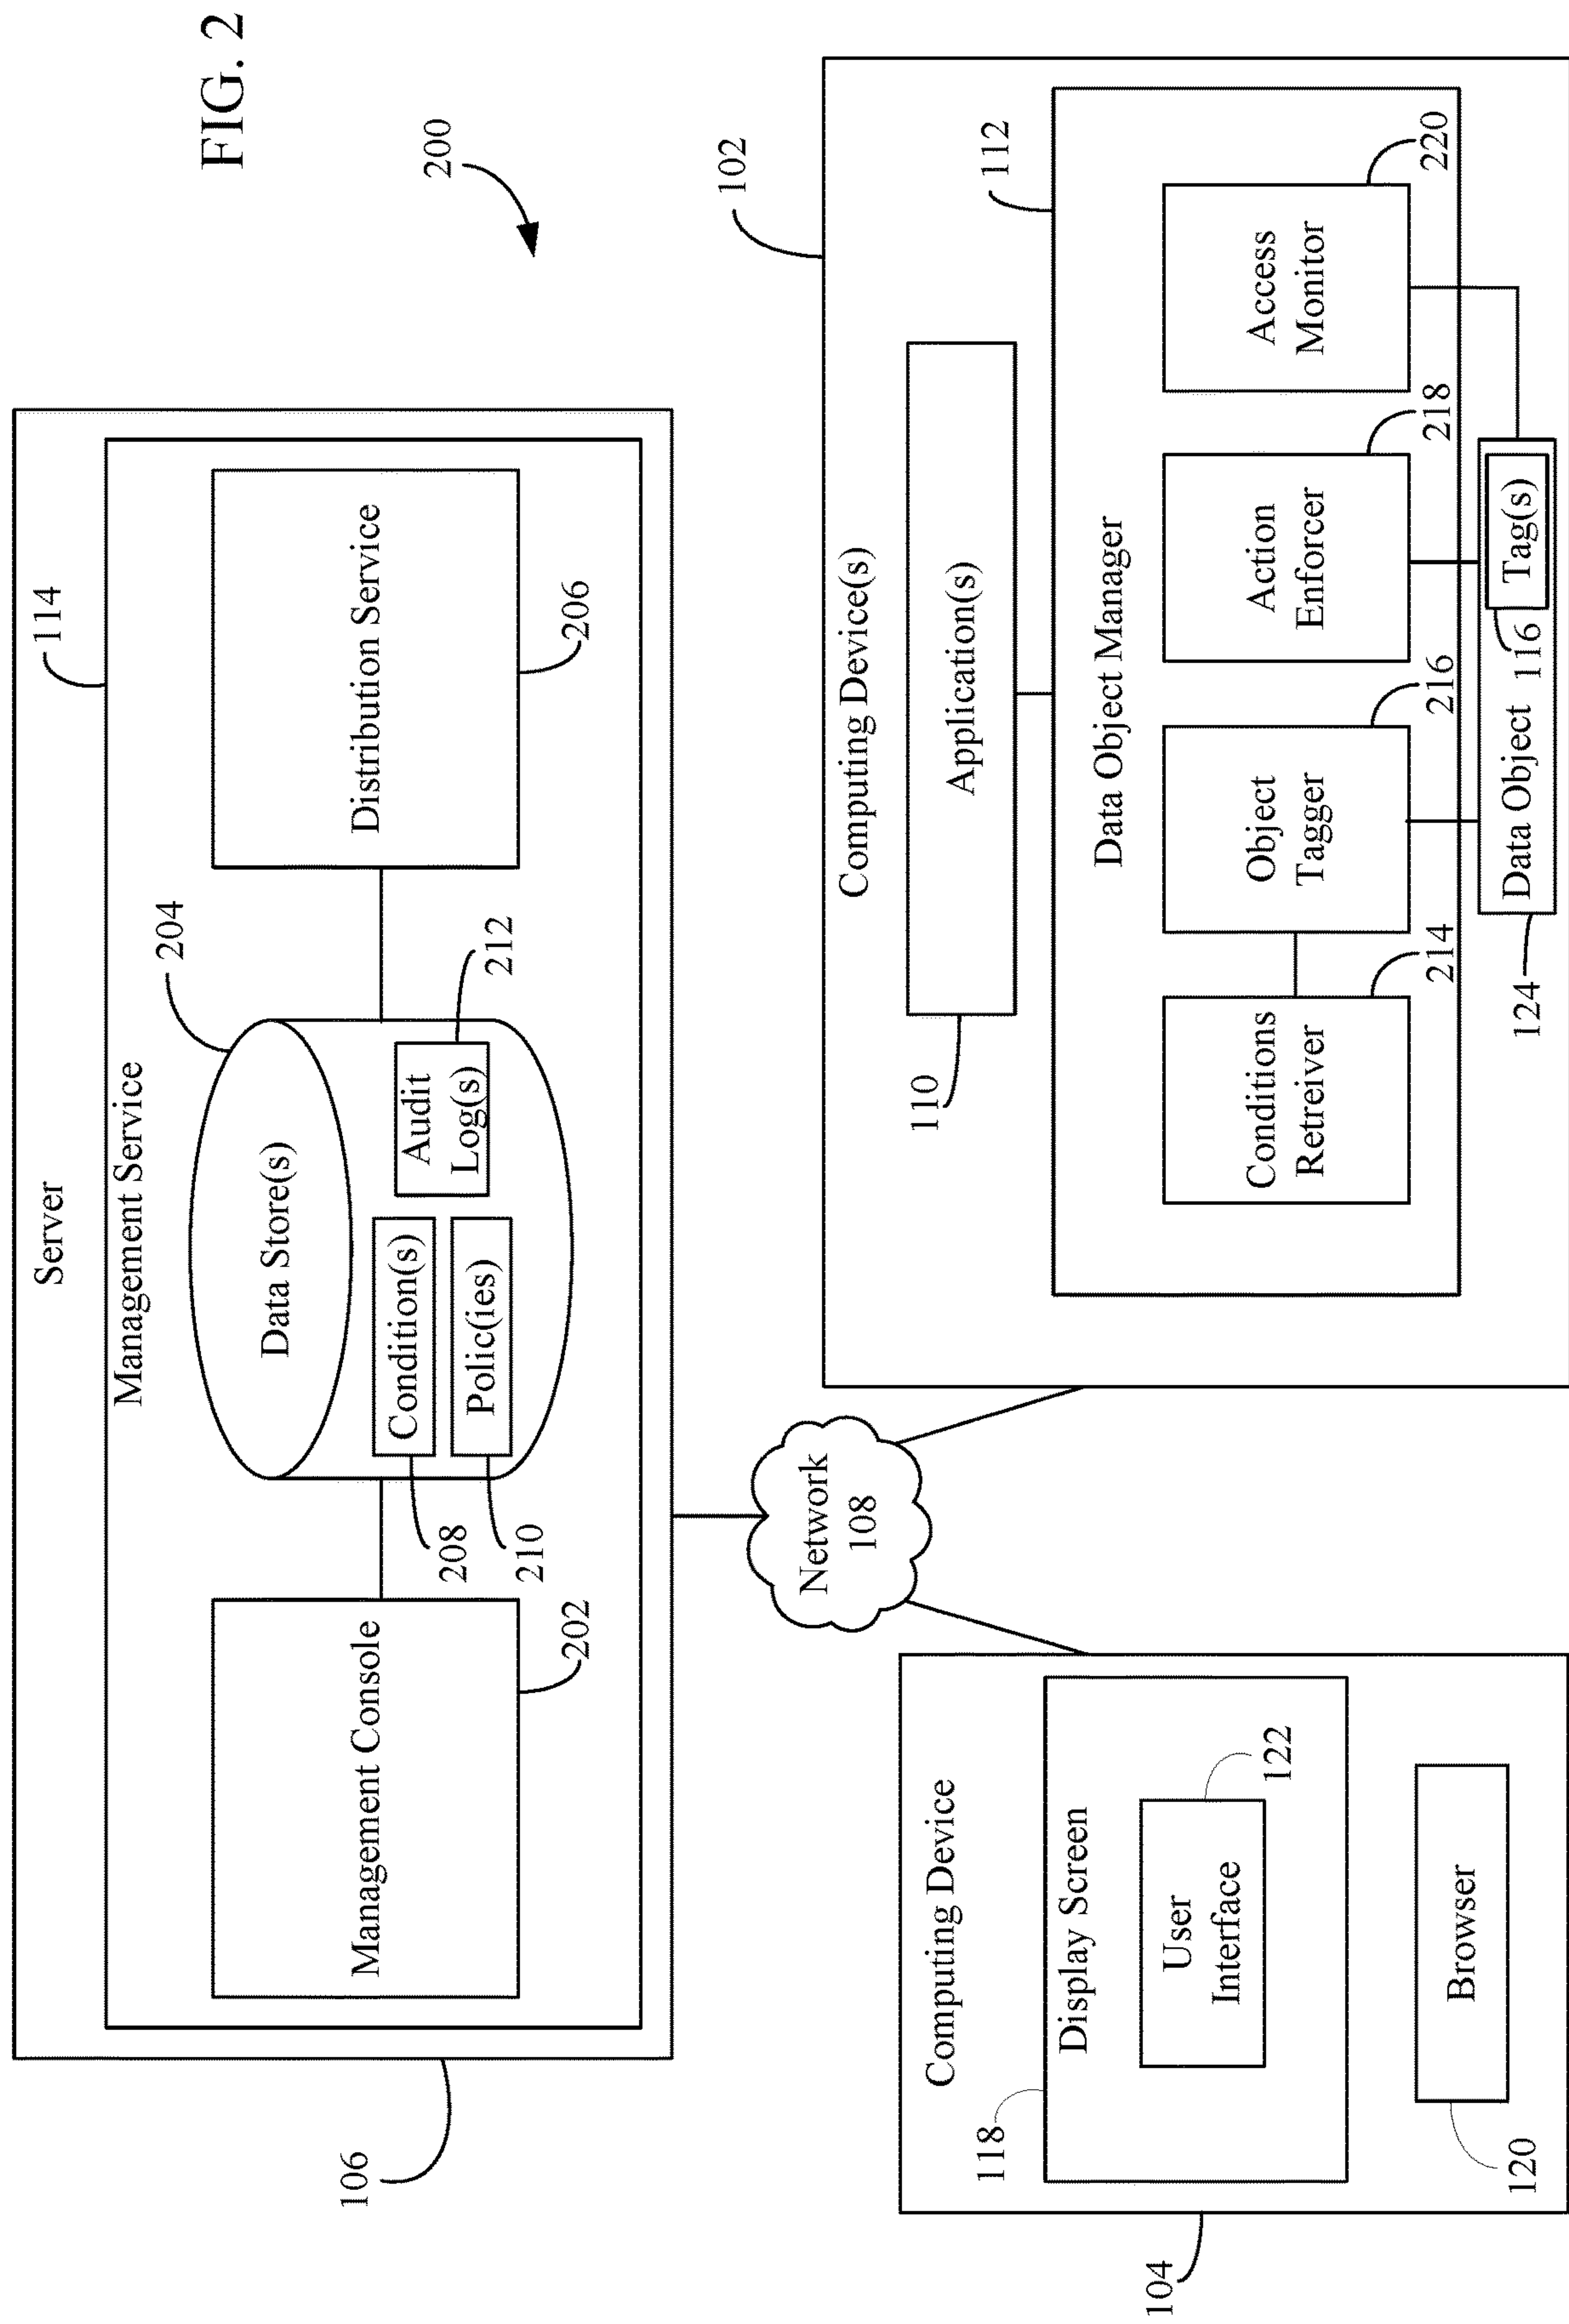 FIG. 2
200
Server
106
Management Service
114
Management Console
202
Data Store(s)
204
Condition(s)
208
Polic(ies)
210
Audit
Log(s)
212
Distribution Service
206
Network
108
Computing Device
104
Display Screen
118
User
Interface
122
Browser
120
Computing Device(s)
102
Application(s)
110
Data Object Manager
112
Conditions
Retreiver
214
Object
Tagger
216
Action
Enforcer
218
Access
Monitor
220
Data Object
124
Tag(s)
116